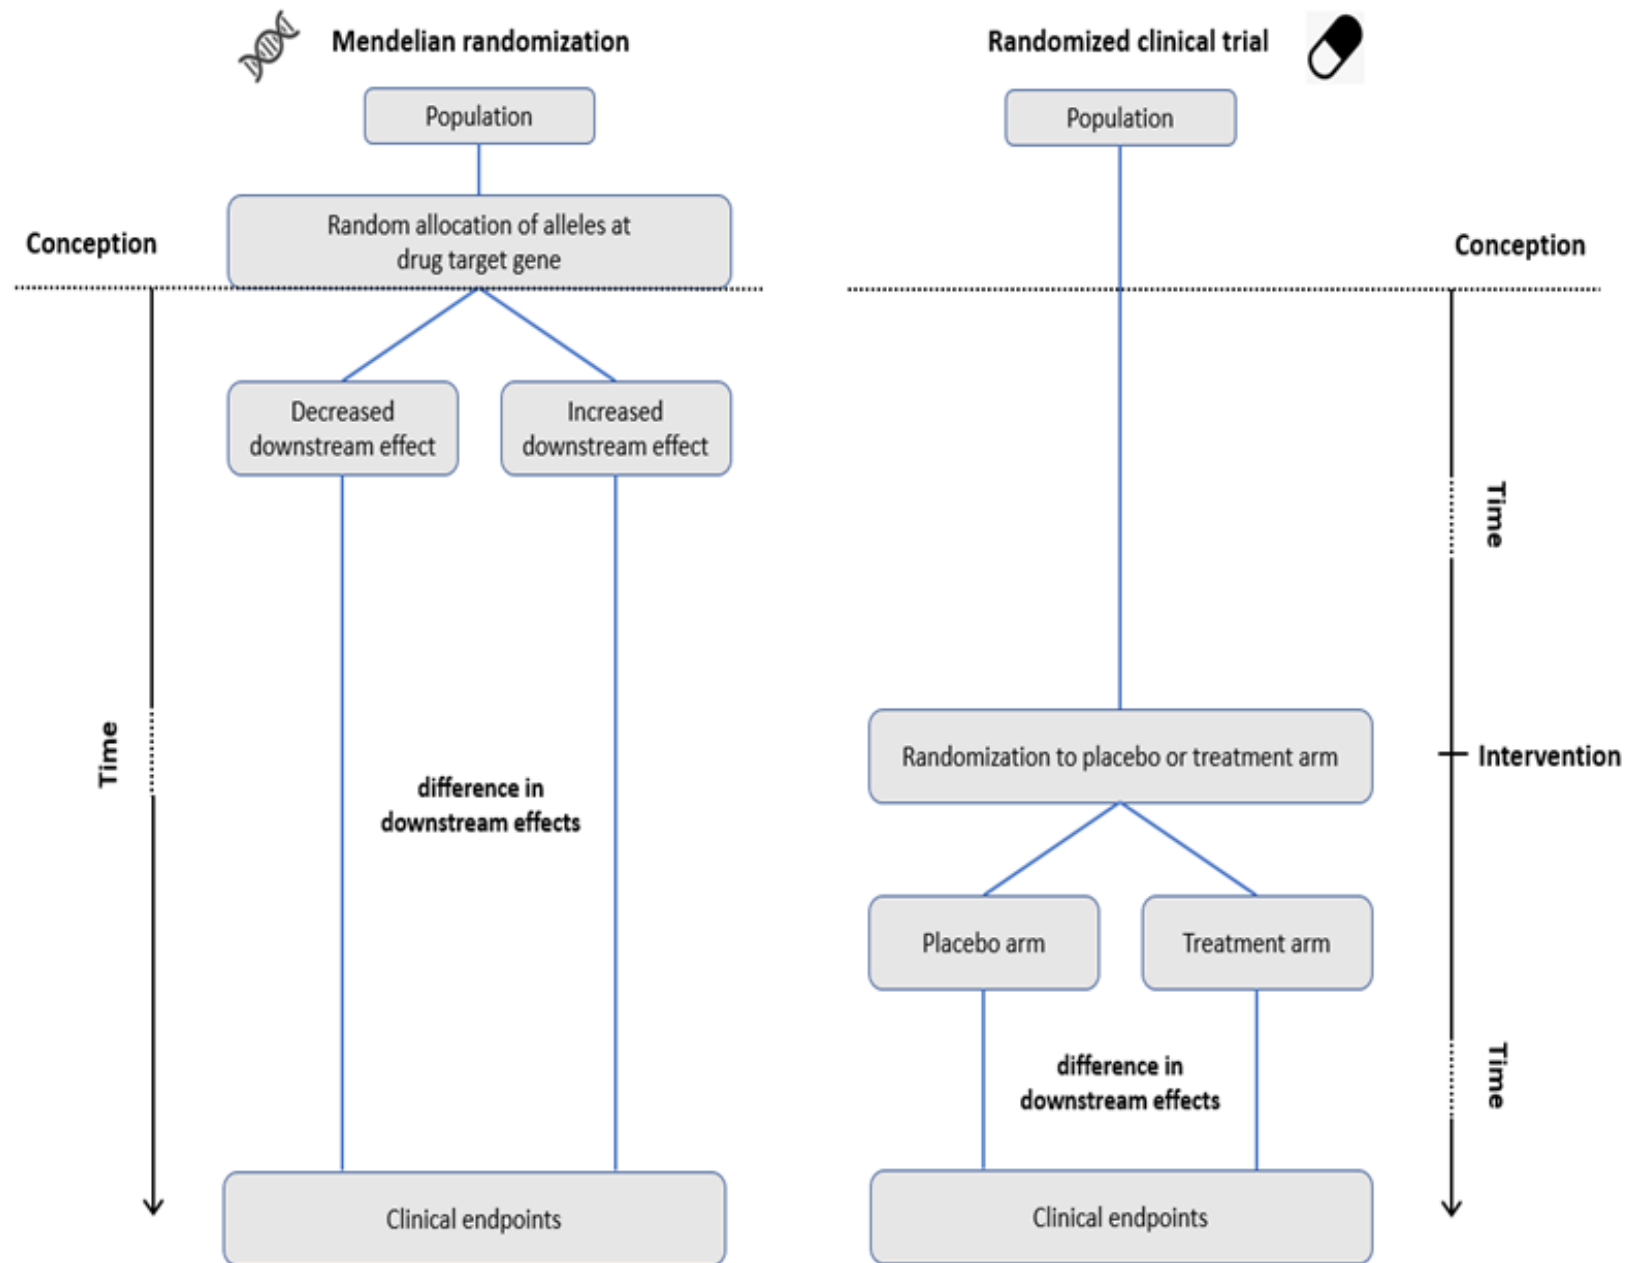 Mendelian randomization
Population
Random allocation of alleles at
drug target gene
Conception
Decreased
downstream effect
Increased
downstream effect
Time
difference in
downstream effects
Clinical endpoints
Randomized clinical trial
Population
Conception
Time
Randomization to placebo or treatment arm
Intervention
Placebo arm
Treatment arm
difference in
downstream effects
Time
Clinical endpoints